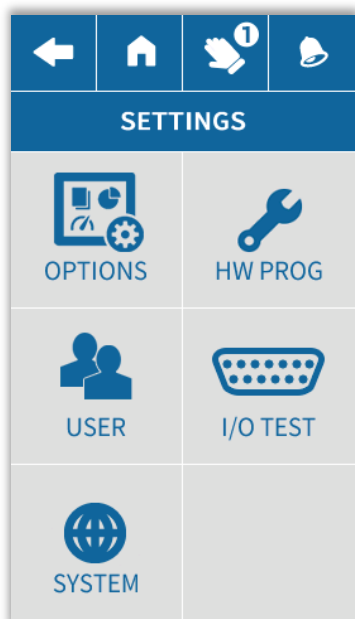 1
SETTINGS
OPTIONS
HW PROG
USER
I/O TEST
SYSTEM